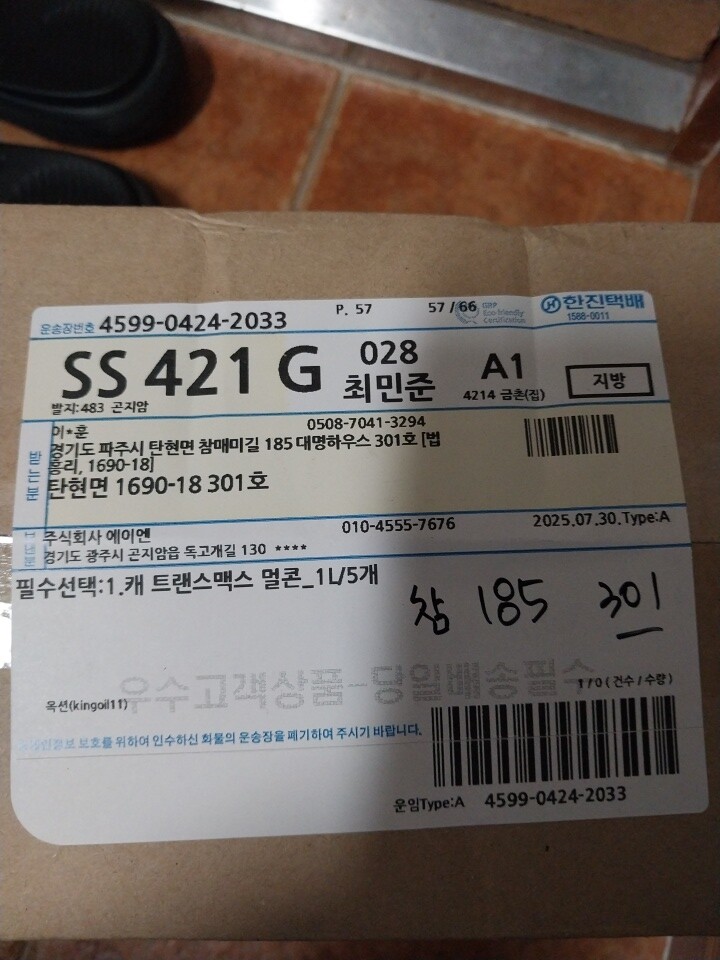 P. 57 57 / 66
GRP
Eco friendly
Certification
한진택배
1588-0011
운송장번호 4599-0424-2033
SS 421 G 028 최민준 A1 지방
발지:483 곤지암 4214 금촌(집)
받는분
이*훈 0508-7041-3294
경기도 파주시 탄현면 참매미길 185 대명하우스 301호 [법
흥리, 1690-18]
탄현면 1690-18 301호
주식회사 에이엔 010-4555-7676 2025.07.30.Type:A
경기도 광주시 곤지암읍 독고개길 130 ****
필수선택:1.캐 트랜스맥스 멀콘_1L/5개
참 185 301
우수고객상품-당일배송필수
1 / 0 ( 건수 / 수량 )
옥션(kingoil11)
개인정보 보호를 위하여 인수하신 화물의 운송장을 폐기하여 주시기 바랍니다.
운임Type:A 4599-0424-2033